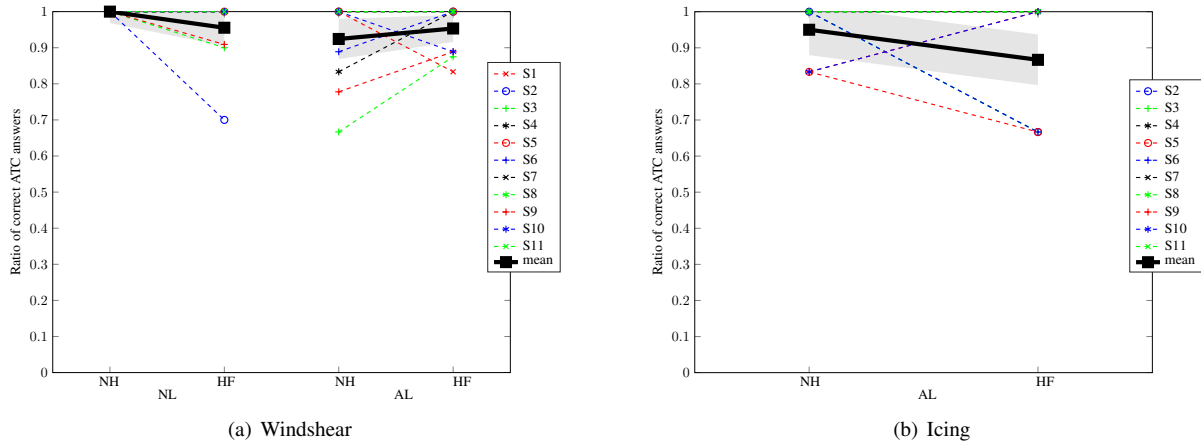 Ratio of correct ATC answers
1
0.9
0.8
0.7
0.6
0.5
0.4
0.3
0.2
0.1
0
NH
HF
NH
HF
NL
AL
S1
S2
S3
S4
S5
S6
S7
S8
S9
S10
S11
mean
(a) Windshear
Ratio of correct ATC answers
1
0.9
0.8
0.7
0.6
0.5
0.4
0.3
0.2
0.1
0
NH
HF
AL
S2
S3
S4
S5
S6
S7
S8
S9
S10
S11
mean
(b) Icing